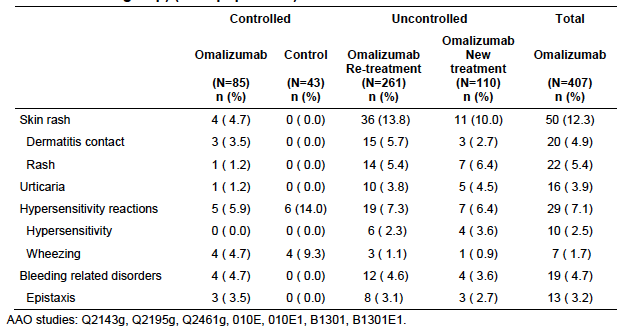 Controlled Uncontrolled Total
Omalizumab Control Omalizumab Re-treatment Omalizumab New treatment Omalizumab
(N=85) (N=43) (N=261) (N=110) (N=407)
n (%) n (%) n (%) n (%) n (%)
Skin rash 4 ( 4.7) 0 ( 0.0) 36 (13.8) 11 (10.0) 50 (12.3)
Dermatitis contact 3 ( 3.5) 0 ( 0.0) 15 ( 5.7) 3 ( 2.7) 20 ( 4.9)
Rash 1 ( 1.2) 0 ( 0.0) 14 ( 5.4) 7 ( 6.4) 22 ( 5.4)
Urticaria 1 ( 1.2) 0 ( 0.0) 10 ( 3.8) 5 ( 4.5) 16 ( 3.9)
Hypersensitivity reactions 5 ( 5.9) 6 ( 14.0) 19 ( 7.3) 7 ( 6.4) 29 ( 7.1)
Hypersensitivity 0 ( 0.0) 0 ( 0.0) 6 ( 2.3) 4 ( 3.6) 10 ( 2.5)
Wheezing 4 ( 4.7) 4 ( 9.3) 3 ( 1.1) 1 ( 0.9) 7 ( 1.7)
Bleeding related disorders 4 ( 4.7) 0 ( 0.0) 12 ( 4.6) 4 ( 3.6) 19 ( 4.7)
Epistaxis 3 ( 3.5) 0 ( 0.0) 8 ( 3.1) 3 ( 2.7) 13 ( 3.2)
AAO studies: Q2143g, Q2195g, Q2461g, 010E, 010E1, B1301, B1301E1.